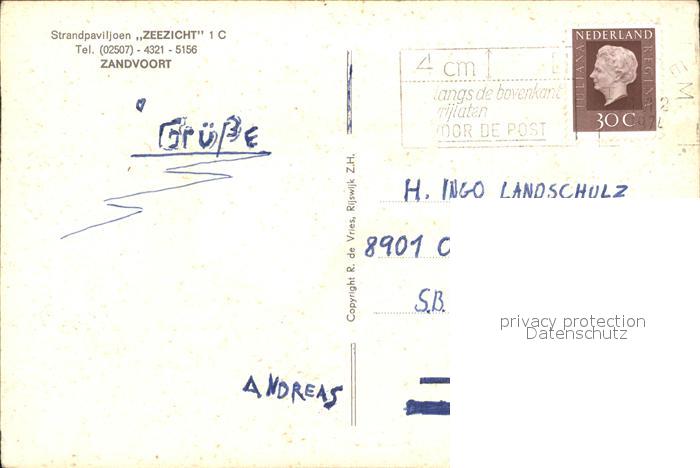 Strandpaviljoen „ZEEZICHT" 1 C
Tel. (02507) - 4321 - 5156
ZANDVOORT
GRÜßE
ANDREAS
Copyright R. de Vries, Rijswijk Z.H.
4 cm
langs de bovenkant
vrijlaten
VOOR DE POST
NEDERLAND
JULIANA REGINA
30 C
H. INGO LANDSCHULZ
8901
S.B.
privacy protection
Datenschutz